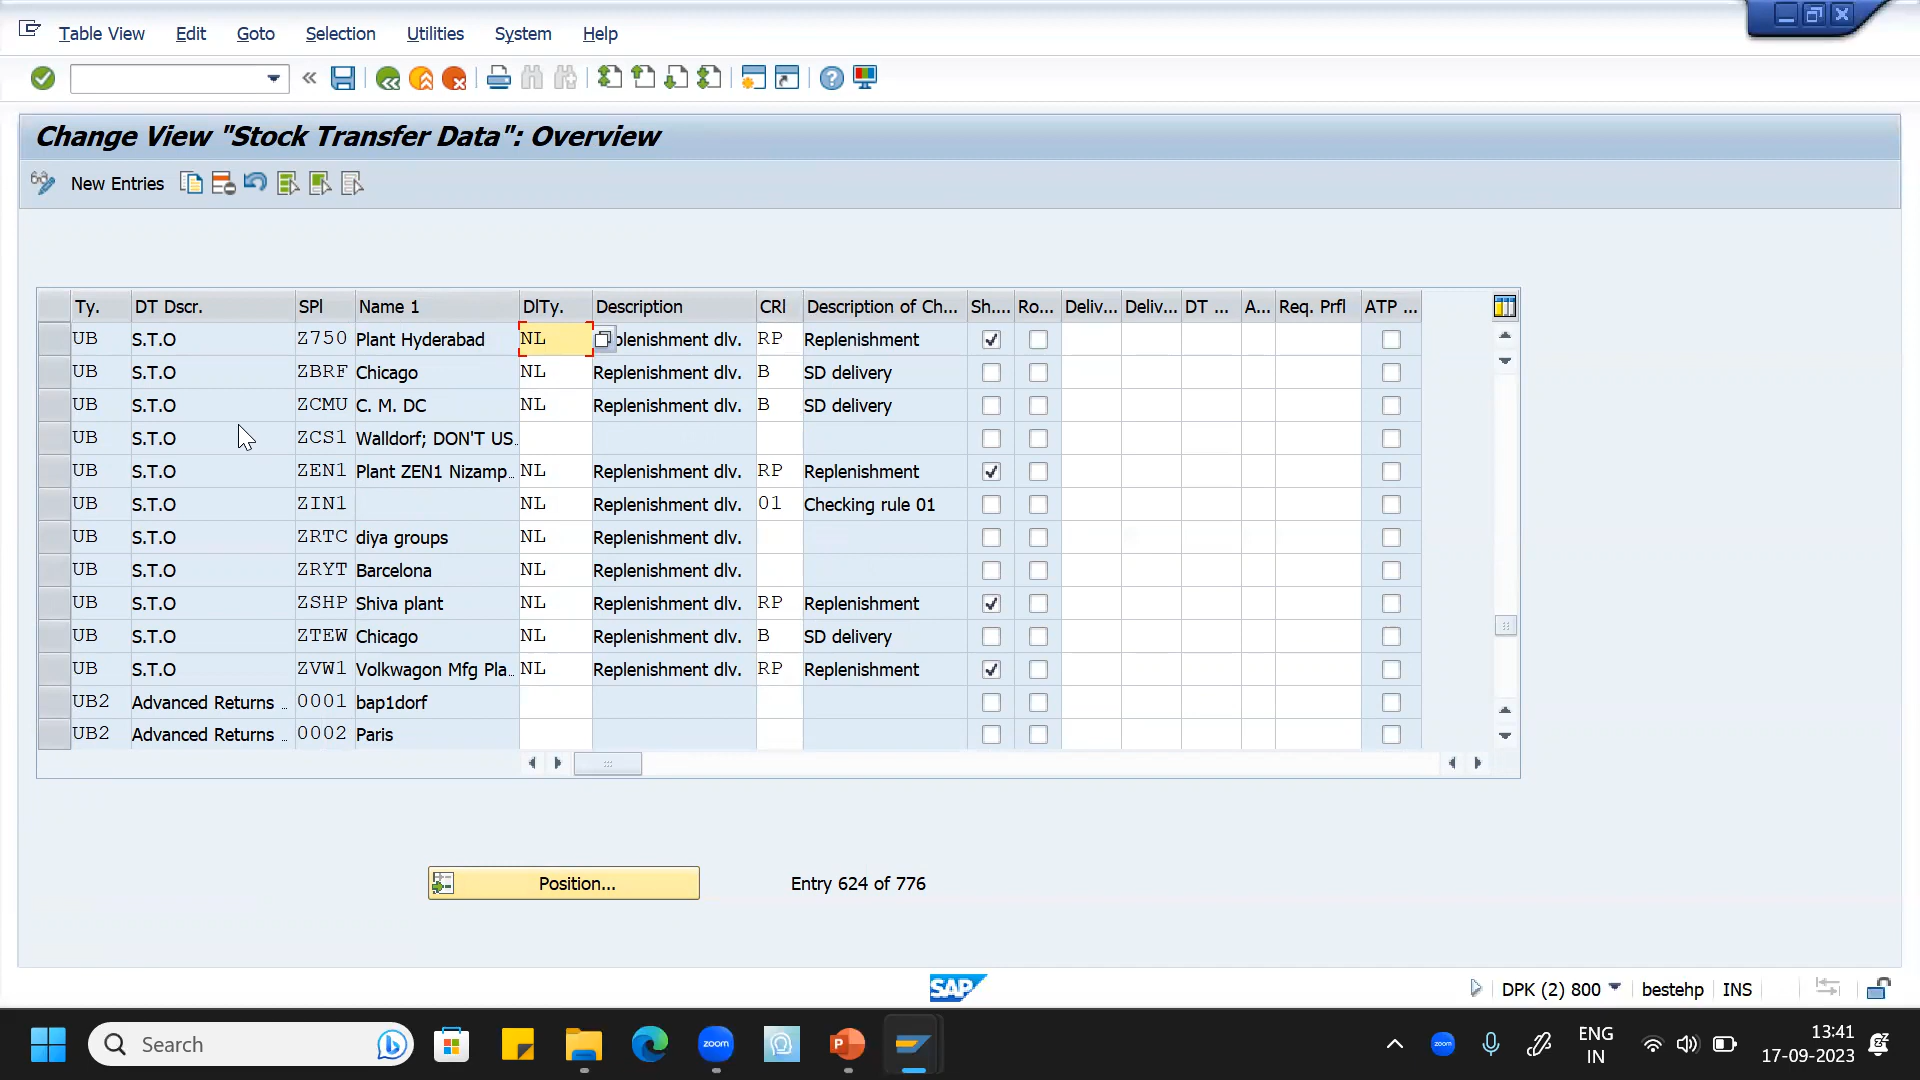 Table View Edit Goto Selection Utilities System Help
Change View "Stock Transfer Data": Overview
New Entries
Ty. DT Dscr. SPl Name 1 DlTy. Description CRl Description of Ch... Sh.... Ro... Deliv... Deliv... DT ... A... Req. Prfl ATP ...
UB S.T.O Z750 Plant Hyderabad NL plenishment dlv. RP Replenishment
UB S.T.O ZBRF Chicago NL Replenishment dlv. B SD delivery
UB S.T.O ZCMU C. M. DC NL Replenishment dlv. B SD delivery
UB S.T.O ZCS1 Walldorf; DON'T US...
UB S.T.O ZEN1 Plant ZEN1 Nizamp... NL Replenishment dlv. RP Replenishment
UB S.T.O ZIN1 NL Replenishment dlv. 01 Checking rule 01
UB S.T.O ZRTC diya groups NL Replenishment dlv.
UB S.T.O ZRYT Barcelona NL Replenishment dlv.
UB S.T.O ZSHP Shiva plant NL Replenishment dlv. RP Replenishment
UB S.T.O ZTEW Chicago NL Replenishment dlv. B SD delivery
UB S.T.O ZVW1 Volkwagon Mfg Pla... NL Replenishment dlv. RP Replenishment
UB2 Advanced Returns ... 0001 bap1dorf
UB2 Advanced Returns ... 0002 Paris
Position... Entry 624 of 776
SAP DPK (2) 800 bestehp INS
Search zoom zoom ENG 13:41
IN 17-09-2023